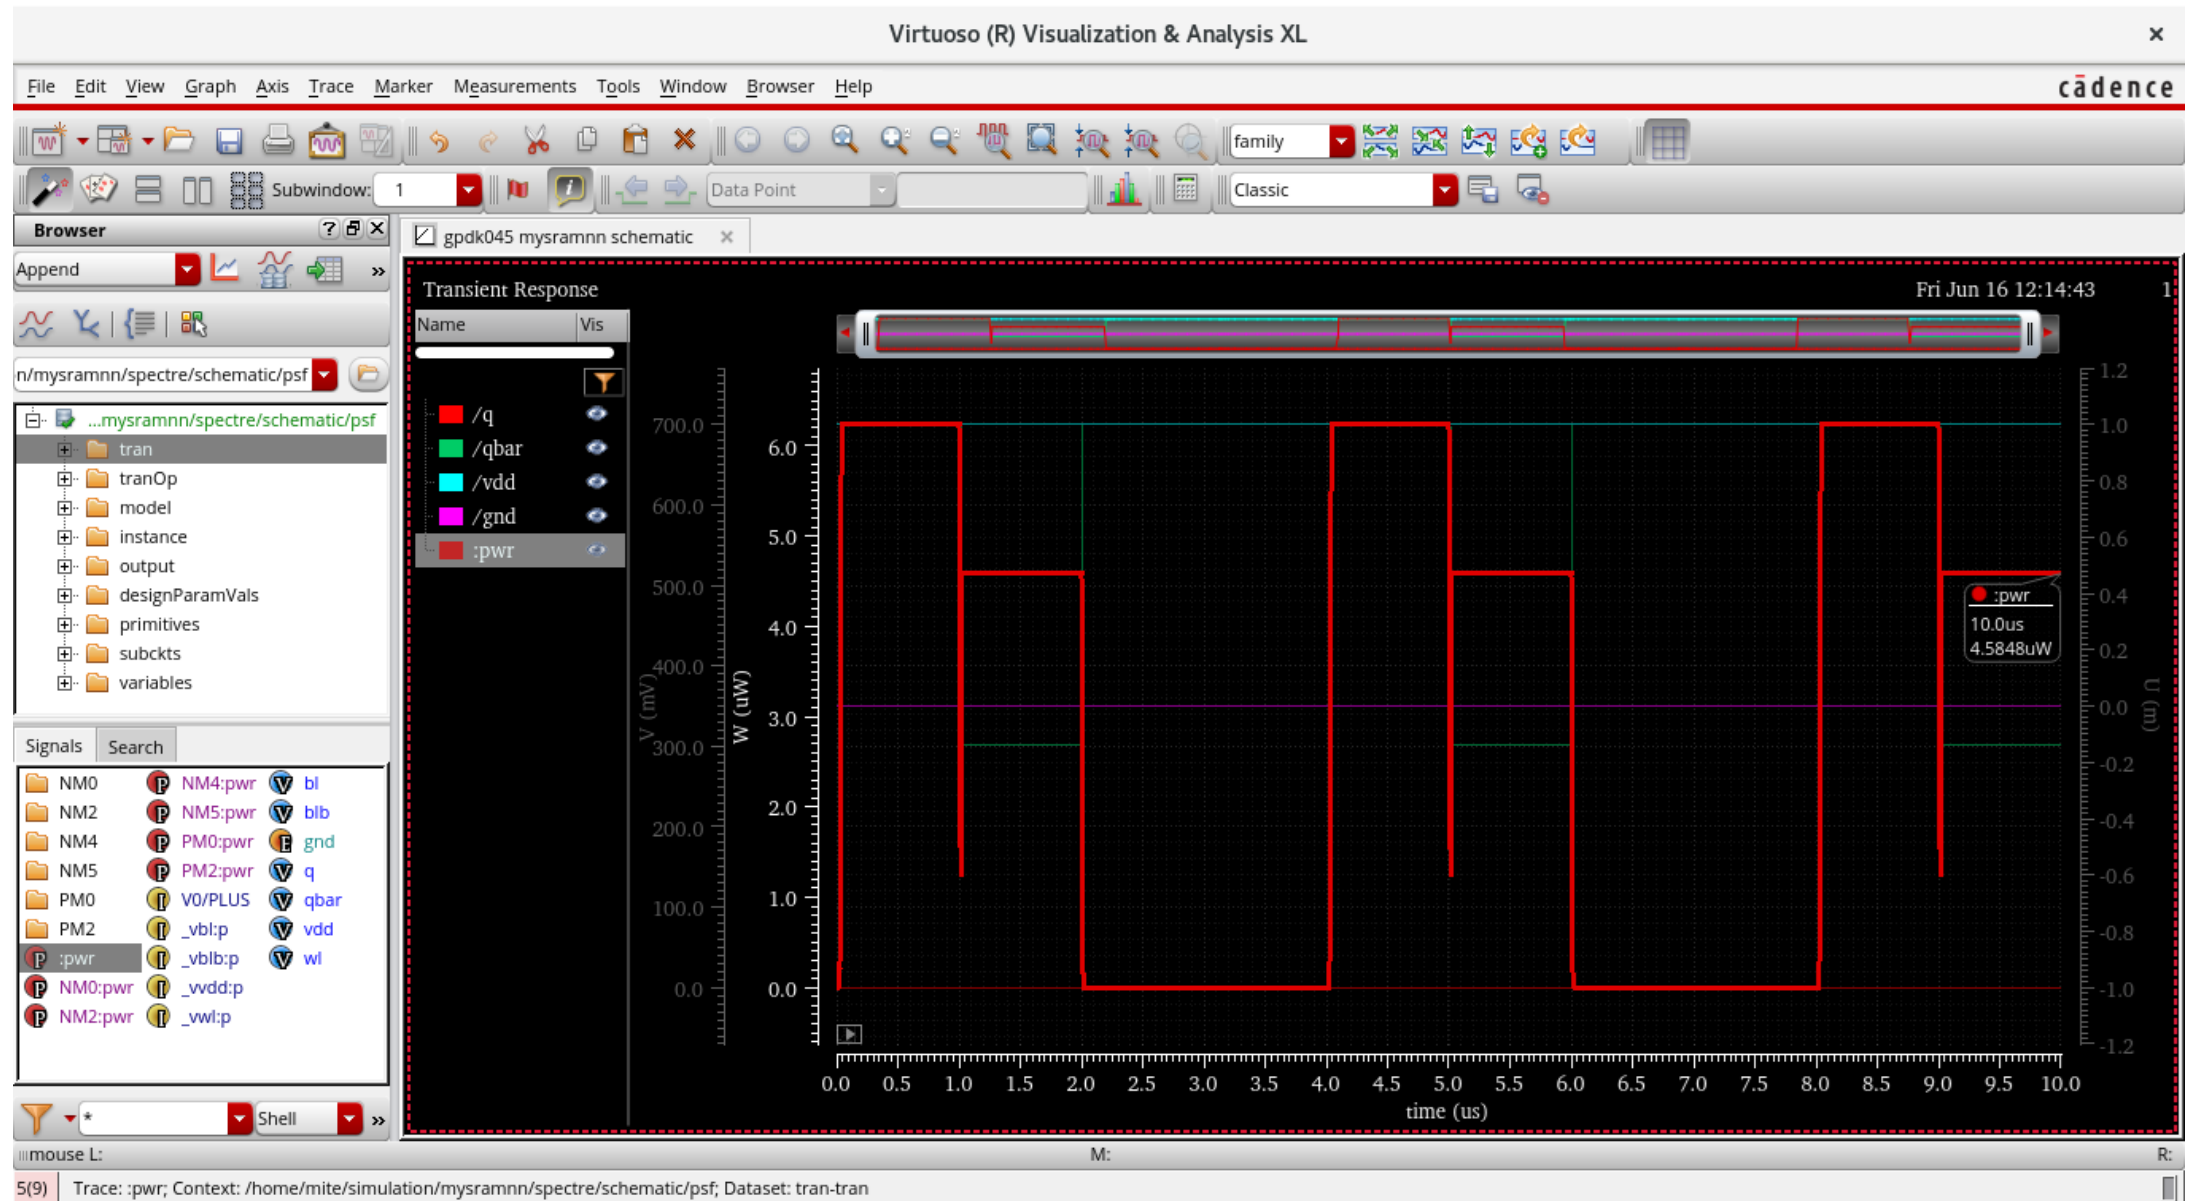 Virtuoso (R) Visualization & Analysis XL
File Edit View Graph Axis Trace Marker Measurements Tools Window Browser Help
cādence
family
Subwindow: 1
Data Point
Classic
Browser
gpdk045 mysramnn schematic
Append
n/mysramnn/spectre/schematic/psf
...mysramnn/spectre/schematic/psf
tran
tranOp
model
instance
output
designParamVals
primitives
subckts
variables
Signals Search
NM0 NM4:pwr bl
NM2 NM5:pwr blb
NM4 PM0:pwr gnd
NM5 PM2:pwr q
PM0 V0/PLUS qbar
PM2 _vbl:p vdd
:pwr _vblb:p wl
NM0:pwr _vvdd:p
NM2:pwr _vwl:p
* Shell
Transient Response
Fri Jun 16 12:14:43 1
Name Vis
/q
/qbar
/vdd
/gnd
:pwr
700.0
600.0
500.0
400.0
300.0
200.0
100.0
0.0
V (mV)
6.0
5.0
4.0
3.0
2.0
1.0
0.0
W (uW)
:pwr
10.0us
4.5848uW
1.2
1.0
0.8
0.6
0.4
0.2
0.0
-0.2
-0.4
-0.6
-0.8
-1.0
-1.2
U (m)
0.0 0.5 1.0 1.5 2.0 2.5 3.0 3.5 4.0 4.5 5.0 5.5 6.0 6.5 7.0 7.5 8.0 8.5 9.0 9.5 10.0
time (us)
mouse L: M: R:
5(9) Trace: :pwr; Context: /home/mite/simulation/mysramnn/spectre/schematic/psf; Dataset: tran-tran